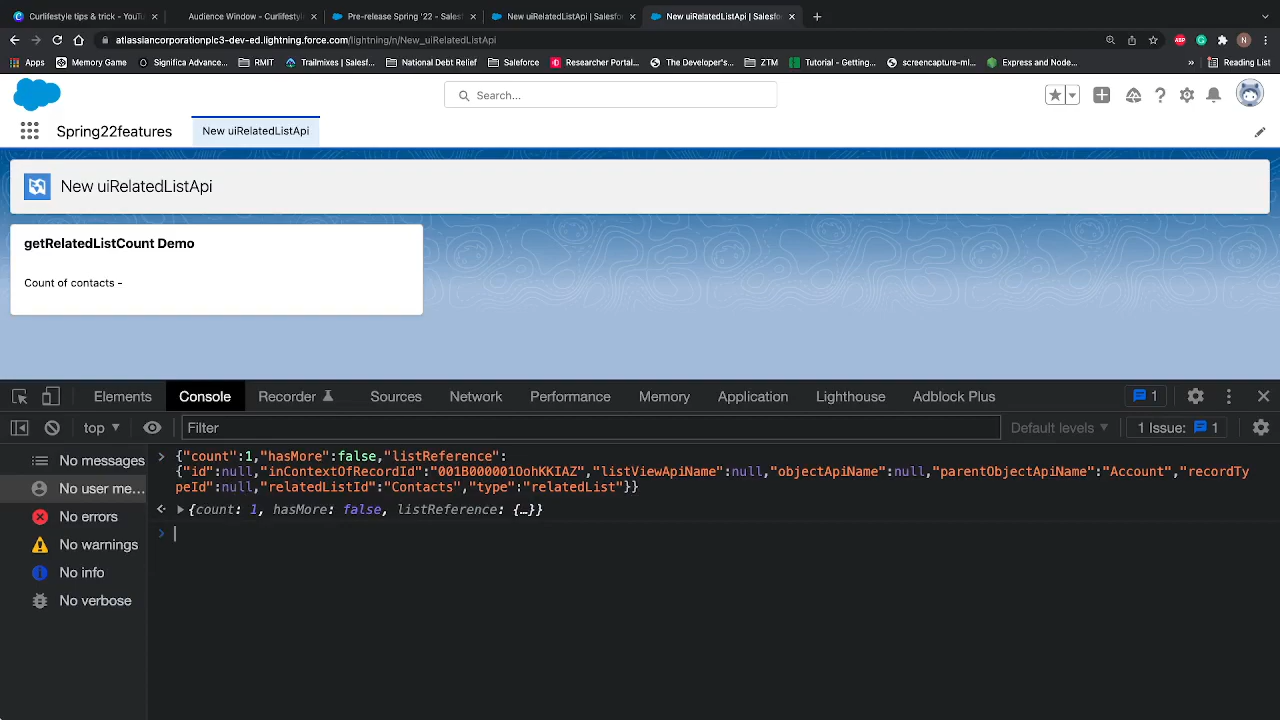 Curlifestyle tips & trick - YouTu
Audience Window - Curlifestyle
Pre-release Spring '22 - Salesfo
New uiRelatedListApi | Salesforc
New uiRelatedListApi | Salesforc
atlassiancorporationplc3-dev-ed.lightning.force.com/lightning/n/New_uiRelatedListApi
ABP
N
Apps
Memory Game
Significa Advance...
RMIT
Trailmixes | Salesf...
National Debt Relief
Salesforce
Researcher Portal...
The Developer's...
ZTM
Tutorial - Getting...
screencapture-ml...
Express and Node...
»
Reading List
Search...
Spring22features
New uiRelatedListApi
New uiRelatedListApi
getRelatedListCount Demo
Count of contacts -
Elements
Console
Recorder
Sources
Network
Performance
Memory
Application
Lighthouse
Adblock Plus
1
top
Filter
Default levels
1 Issue: 1
No messages
No user me...
No errors
No warnings
No info
No verbose
{"count":1,"hasMore":false,"listReference":
{"id":null,"inContextOfRecordId":"001B000001OohKKIAZ","listViewApiName":null,"objectApiName":null,"parentObjectApiName":"Account","recordTy
peId":null,"relatedListId":"Contacts","type":"relatedList"}}
{count: 1, hasMore: false, listReference: {…}}